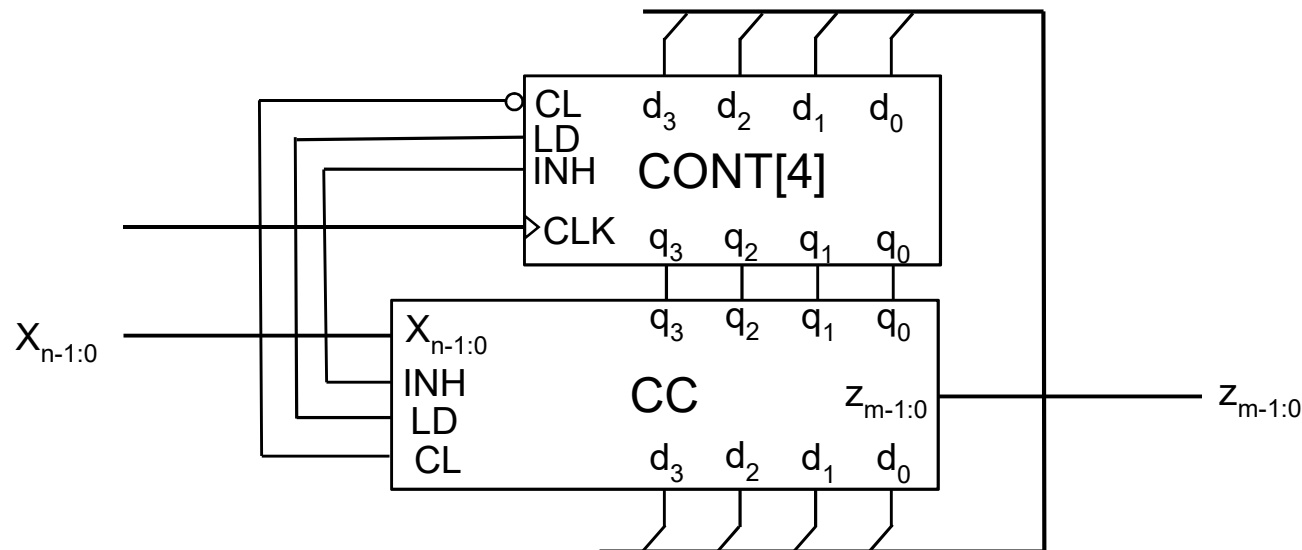 CL d₃ d₂ d₁ d₀
LD
INH CONT[4]
CLK q₃ q₂ q₁ q₀
Xₙ₋₁:₀ Xₙ₋₁:₀ q₃ q₂ q₁ q₀
INH CC zₘ₋₁:₀ zₘ₋₁:₀
LD
CL d₃ d₂ d₁ d₀